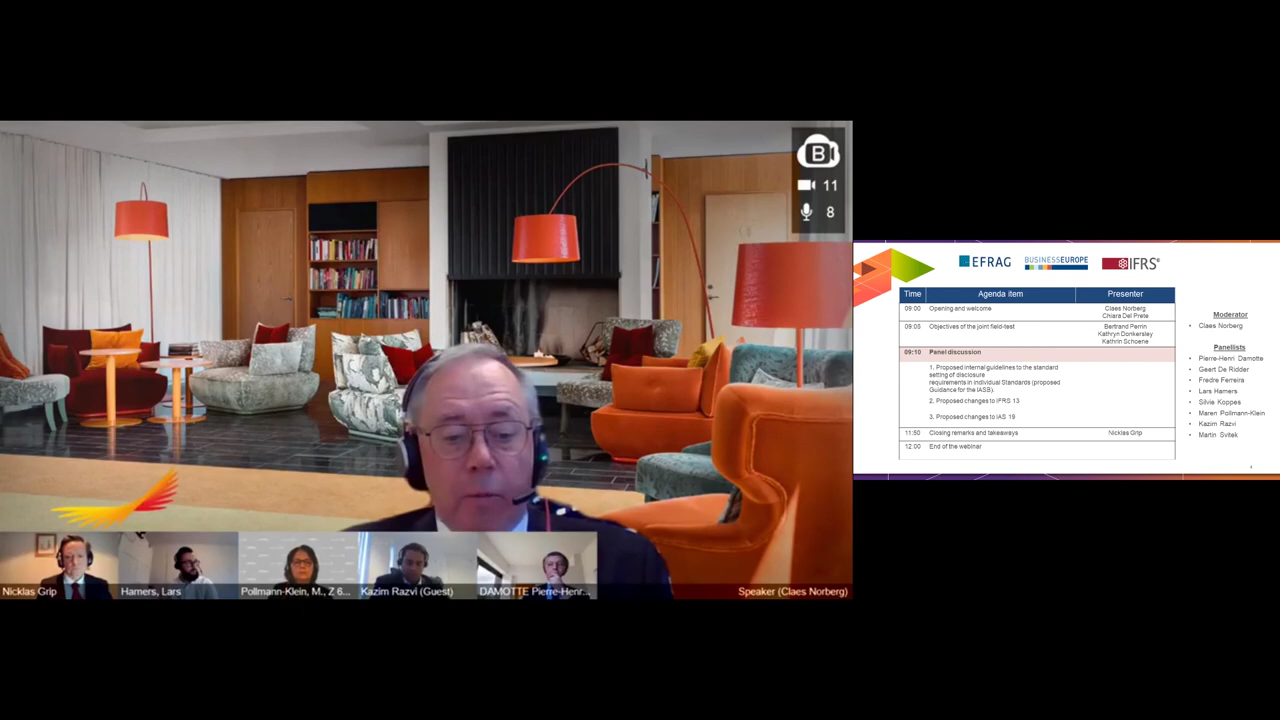 B
11
8
Nicklas Grip
Hamers, Lars
Pollmann-Klein, M., Z 6...
Kazim Razvi (Guest)
DAMOTTE Pierre-Henr...
Speaker (Claes Norberg)
EFRAG
BUSINESSEUROPE
IFRS®
Time Agenda item Presenter
09:00 Opening and welcome Claes Norberg
Chiara Del Prete
09:05 Objectives of the joint field-test Bertrand Perrin
Kathryn Donkersley
Kathrin Schoene
09:10 Panel discussion
1. Proposed internal guidelines to the standard
setting of disclosure
requirements in individual Standards (proposed
Guidance for the IASB).
2. Proposed changes to IFRS 13
3. Proposed changes to IAS 19
11:50 Closing remarks and takeaways Nicklas Grip
12:00 End of the webinar
Moderator
• Claes Norberg
Panellists
• Pierre-Henri Damotte
• Geert De Ridder
• Fredre Ferreira
• Lars Hamers
• Silvie Koppes
• Maren Pollmann-Klein
• Kazim Razvi
• Martin Svitek